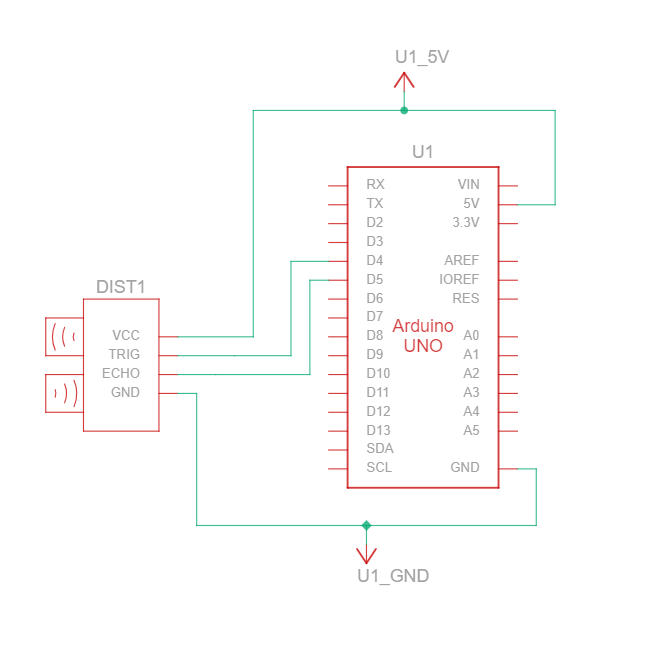 U1_5V
U1
RX
VIN
TX
5V
D2
3.3V
D3
D4
AREF
D5
IOREF
D6
RES
D7
Arduino
UNO
D8
A0
D9
A1
D10
A2
D11
A3
D12
A4
D13
A5
SDA
SCL
GND
DIST1
VCC
TRIG
ECHO
GND
U1_GND